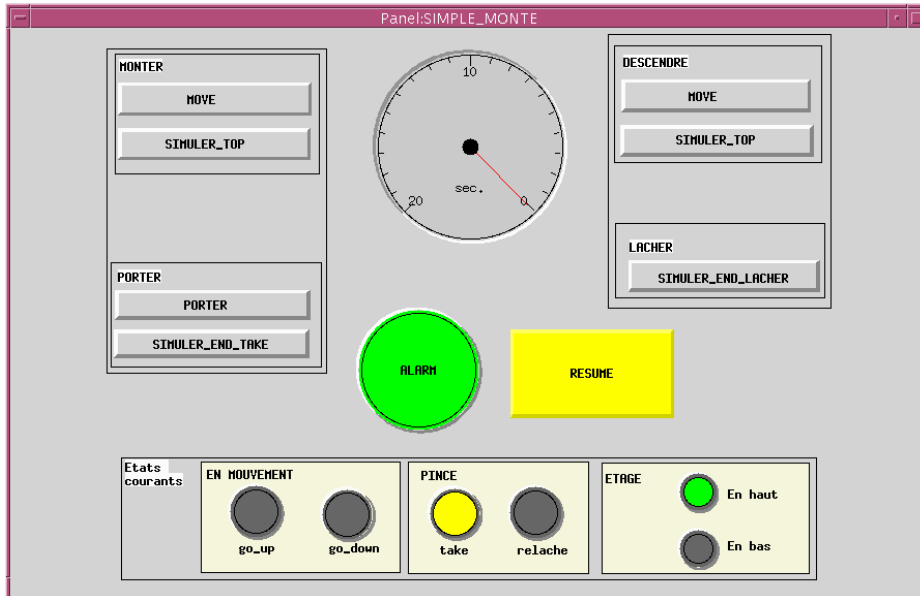 Panel:SIMPLE_MONTE
MONTER
MOVE
SIMULER_TOP
PORTER
PORTER
SIMULER_END_TAKE
10
sec.
20
0
DESCENDRE
MOVE
SIMULER_TOP
LACHER
SIMULER_END_LACHER
ALARM
RESUME
Etats
courants
EN MOUVEMENT
go_up
go_down
PINCE
take
relache
ETAGE
En haut
En bas